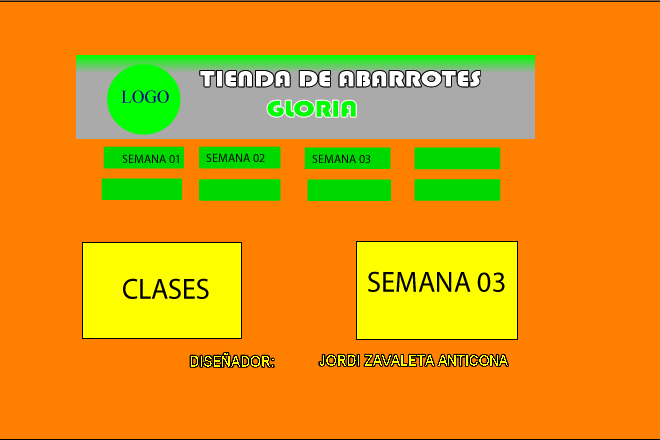 LOGO
TIENDA DE ABARROTES
GLORIA
SEMANA 01
SEMANA 02
SEMANA 03
CLASES
SEMANA 03
DISEÑADOR:
JORDI ZAVALETA ANTICONA